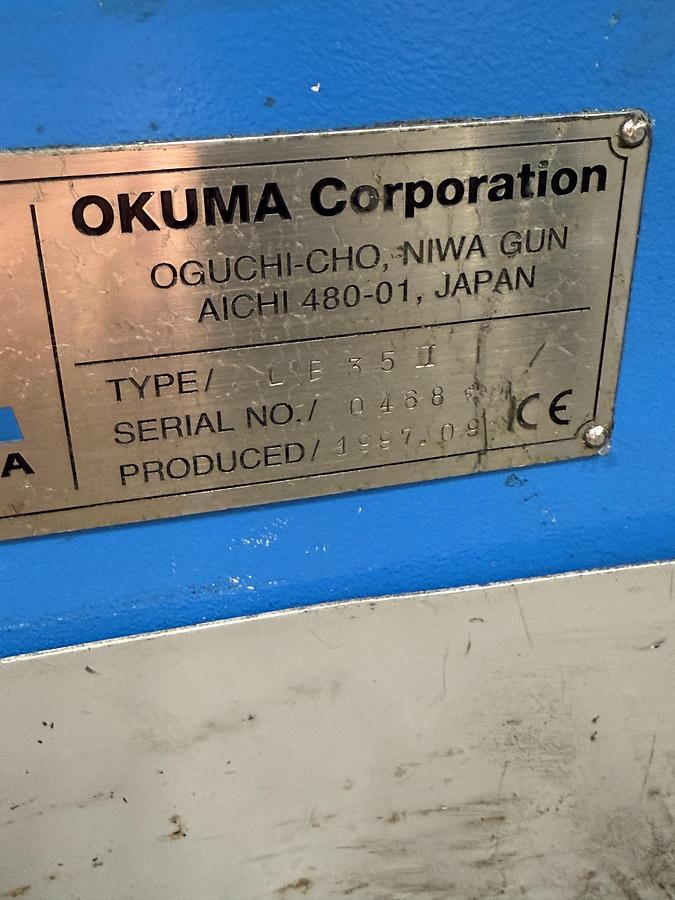 OKUMA Corporation
OGUCHI-CHO, NIWA GUN
AICHI 480-01, JAPAN
TYPE/ LB35II
SERIAL NO./ 0468
PRODUCED/ 1997.09
CE
A